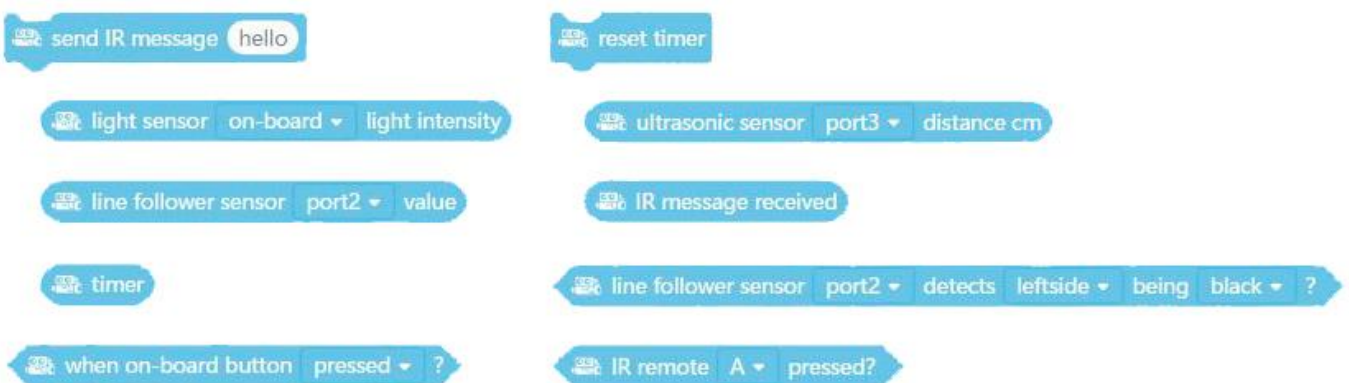 send IR message hello
reset timer
light sensor on-board light intensity
ultrasonic sensor port3 distance cm
line follower sensor port2 value
IR message received
timer
line follower sensor port2 detects leftside being black ?
when on-board button pressed ?
IR remote A pressed?